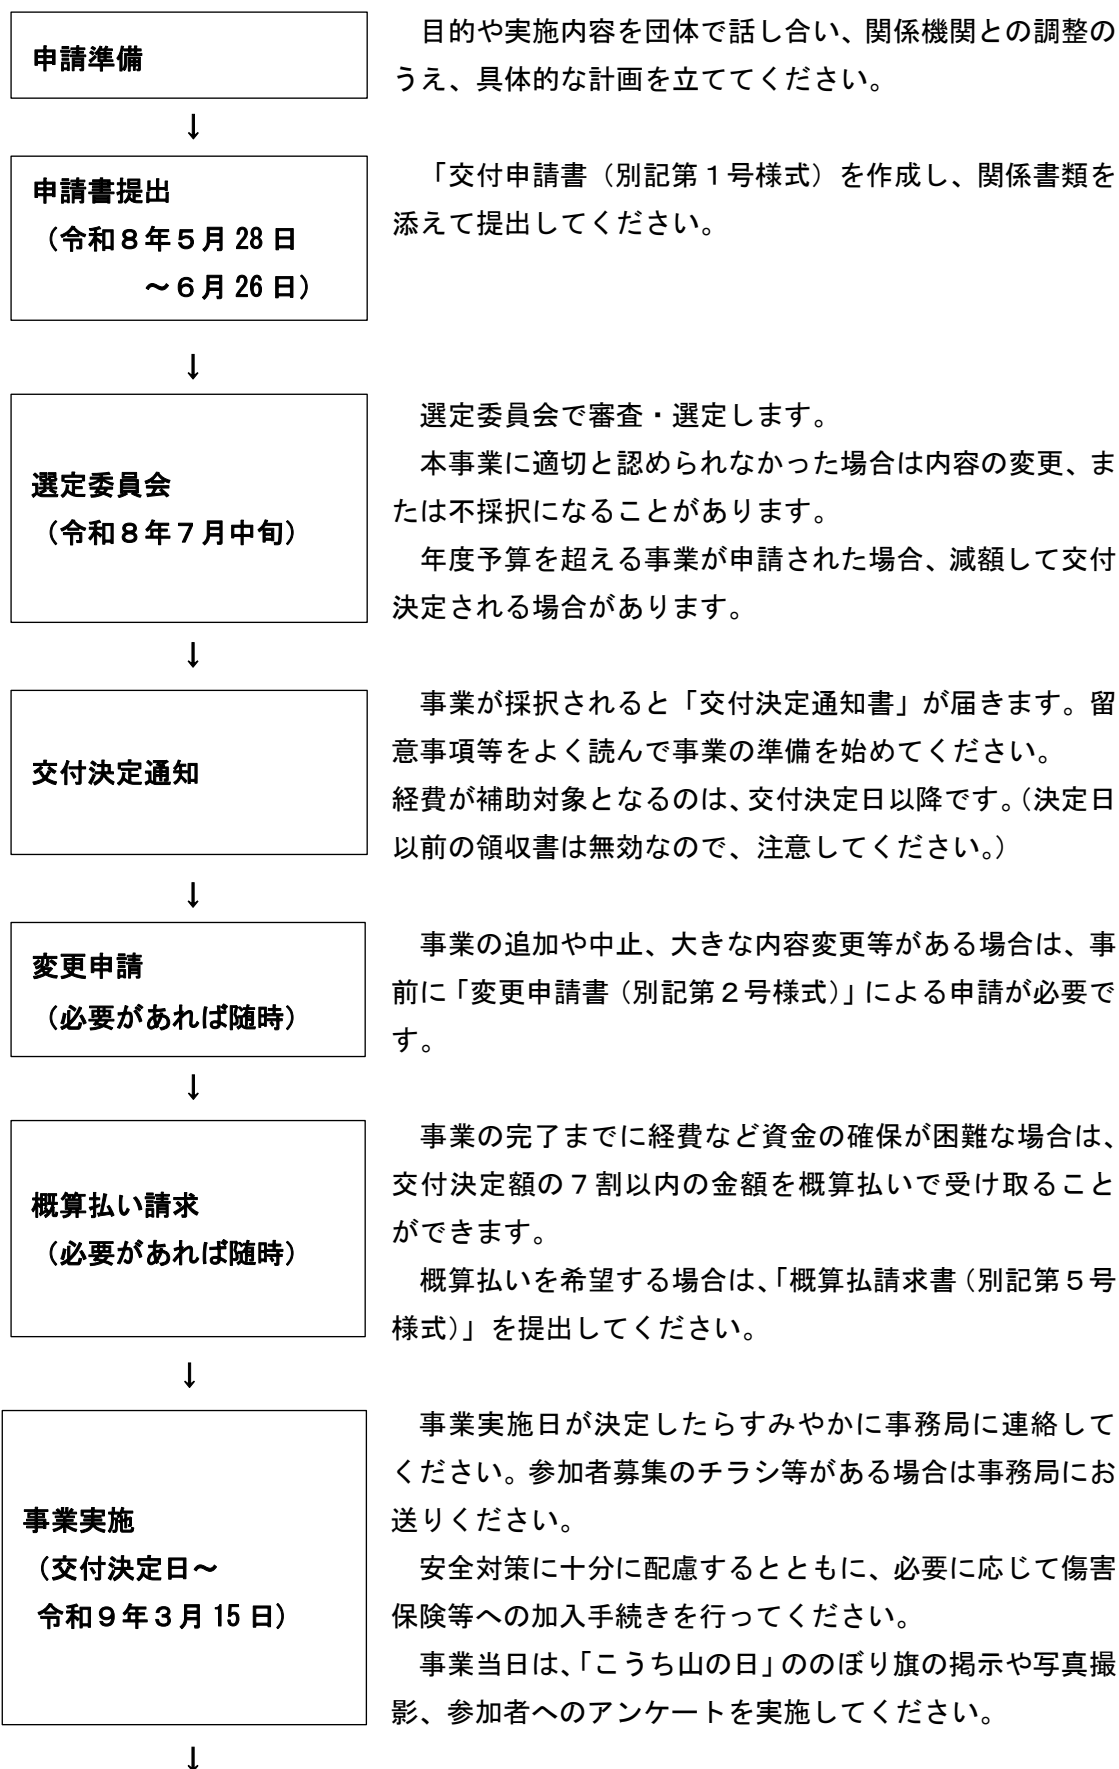 申請準備
目的や実施内容を団体で話し合い、関係機関との調整の
うえ、具体的な計画を立ててください。
↓
申請書提出
（令和８年５月 28 日
～６月 26 日）
「交付申請書（別記第１号様式）を作成し、関係書類を
添えて提出してください。
↓
選定委員会
（令和８年７月中旬）
選定委員会で審査・選定します。
本事業に適切と認められなかった場合は内容の変更、ま
たは不採択になることがあります。
年度予算を超える事業が申請された場合、減額して交付
決定される場合があります。
↓
交付決定通知
事業が採択されると「交付決定通知書」が届きます。留
意事項等をよく読んで事業の準備を始めてください。
経費が補助対象となるのは、交付決定日以降です。（決定日
以前の領収書は無効なので、注意してください。）
↓
変更申請
（必要があれば随時）
事業の追加や中止、大きな内容変更等がある場合は、事
前に「変更申請書（別記第２号様式）」による申請が必要で
す。
↓
概算払い請求
（必要があれば随時）
事業の完了までに経費など資金の確保が困難な場合は、
交付決定額の７割以内の金額を概算払いで受け取ること
ができます。
概算払いを希望する場合は、「概算払請求書（別記第５号
様式）」を提出してください。
↓
事業実施
（交付決定日～
令和９年３月 15 日）
事業実施日が決定したらすみやかに事務局に連絡して
ください。参加者募集のチラシ等がある場合は事務局にお
送りください。
安全対策に十分に配慮するとともに、必要に応じて傷害
保険等への加入手続きを行ってください。
事業当日は、「こうち山の日」ののぼり旗の掲示や写真撮
影、参加者へのアンケートを実施してください。
↓